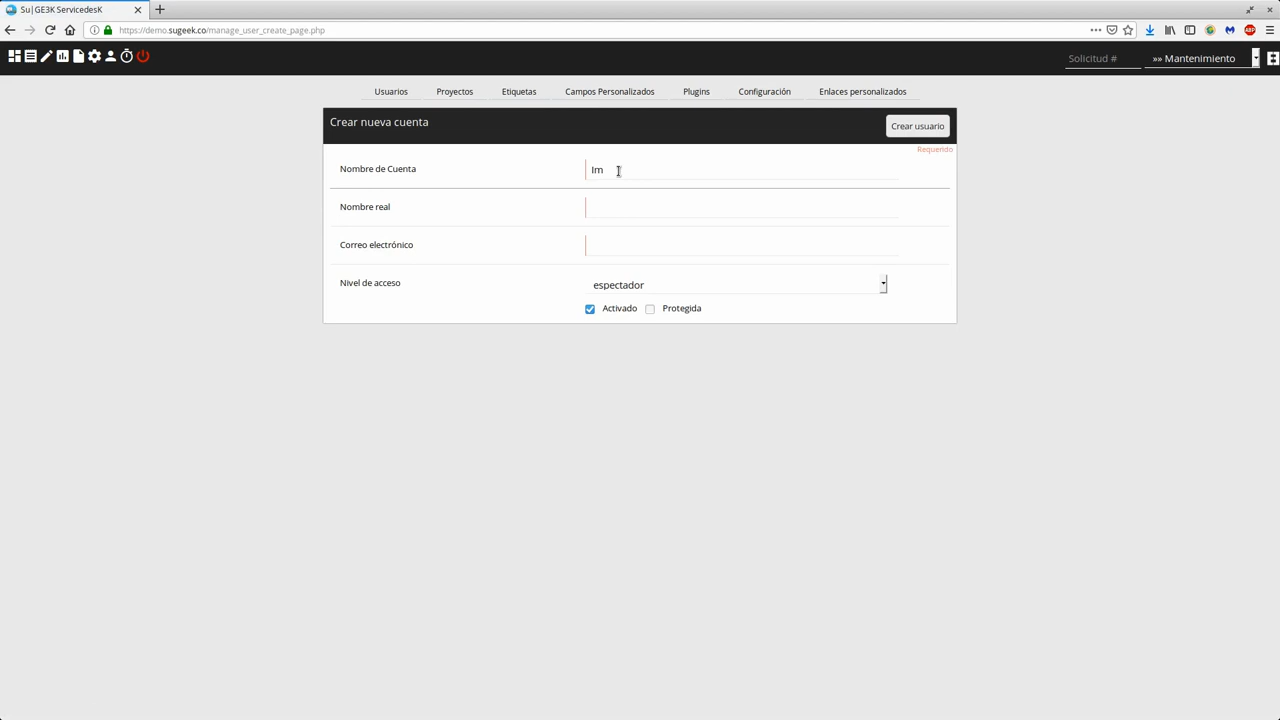 Su|GE3K ServicedesK
https://demo.sugeek.co/manage_user_create_page.php
ABP
Solicitud #
»» Mantenimiento
Usuarios Proyectos Etiquetas Campos Personalizados Plugins Configuración Enlaces personalizados
Crear nueva cuenta
Crear usuario
Requerido
Nombre de Cuenta
Im
Nombre real
Correo electrónico
Nivel de acceso
espectador
Activado Protegida